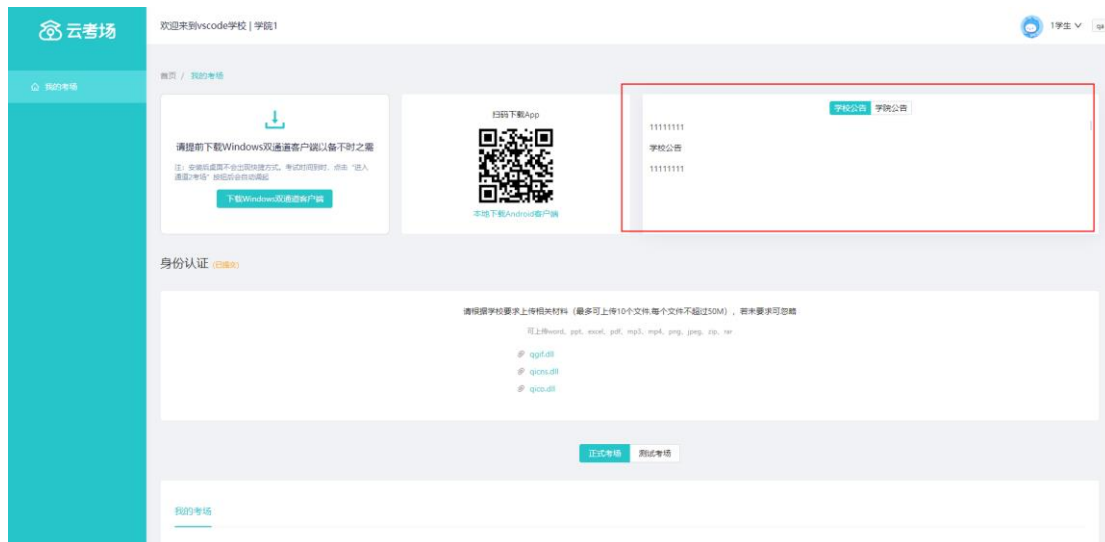 云考场
欢迎来到vscode学校 | 学院1
1学生
我的考场
首页 / 我的考场
请提前下载Windows双通道客户端以备不时之需
注：安装后桌面不会出现快捷方式。考试时间到时，点击“进入
通道2考场”按钮后会自动调起
下载Windows双通道客户端
扫码下载App
本地下载Android客户端
学校公告 学院公告
11111111
学校公告
11111111
身份认证 (已提交)
请根据学校要求上传相关材料（最多可上传10个文件,每个文件不超过50M），若未要求可忽略
可上传word, ppt, excel, pdf, mp3, mp4, png, jpeg, zip, rar
qgif.dll
qicns.dll
qico.dll
正式考场 测试考场
我的考场